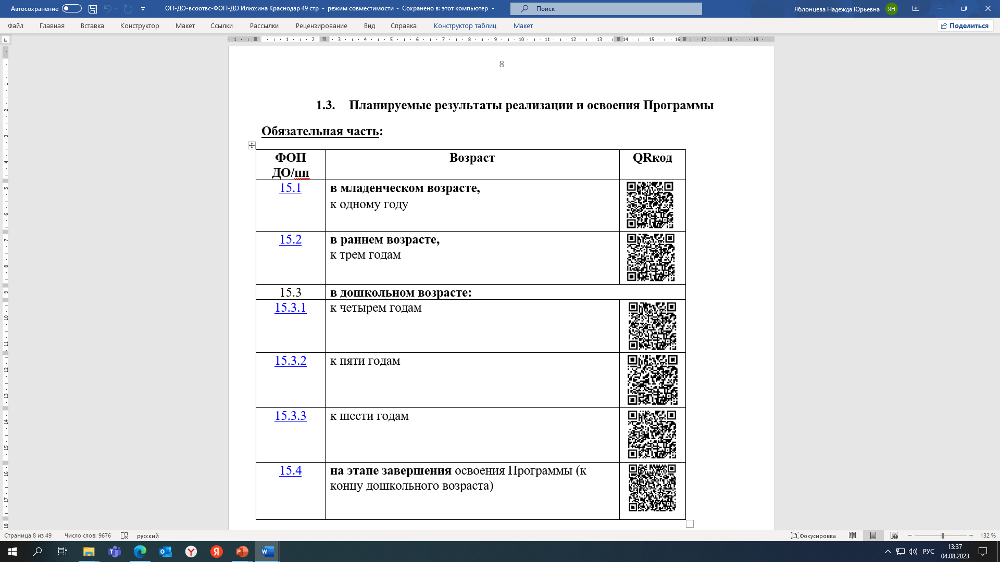 Автосохранение
ОП-ДО-всоотвс-ФОП-ДО Илюхина Краснодар 49 стр - режим совместимости - Сохранено в: этот компьютер
Поиск
Яблонцева Надежда Юрьевна
ЯН
Файл Главная Вставка Конструктор Макет Ссылки Рассылки Рецензирование Вид Справка Конструктор таблиц Макет
Поделиться
8
1.3. Планируемые результаты реализации и освоения Программы
Обязательная часть:
ФОП ДО/пп Возраст QRкод
15.1 в младенческом возрасте,
к одному году
15.2 в раннем возрасте,
к трем годам
15.3 в дошкольном возрасте:
15.3.1 к четырем годам
15.3.2 к пяти годам
15.3.3 к шести годам
15.4 на этапе завершения освоения Программы (к
концу дошкольного возраста)
Страница 8 из 49 Число слов: 9676 русский
Фокусировка
132 %
РУС
13:37
04.08.2023